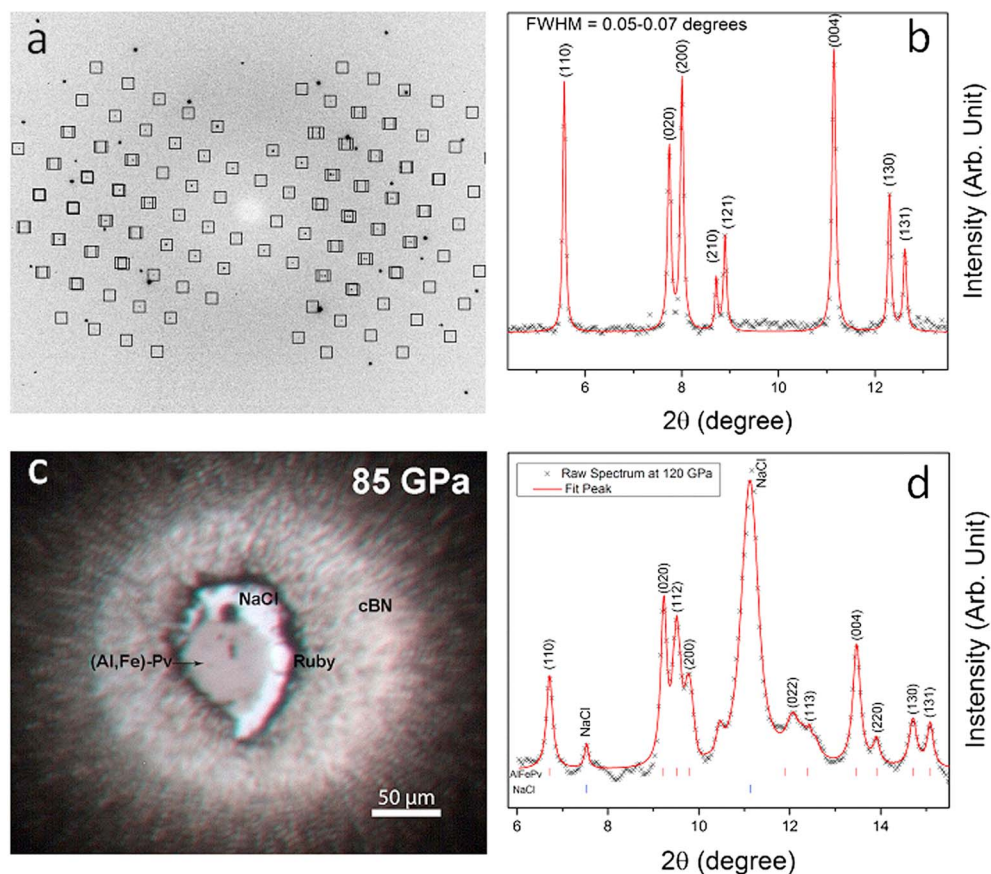 a
b
FWHM = 0.05-0.07 degrees
(110)
(020)
(200)
(210)
(121)
(004)
(130)
(131)
6
8
10
12
2θ (degree)
Intensity (Arb. Unit)
c
85 GPa
NaCl
cBN
(Al,Fe)-Pv
Ruby
50 µm
d
Raw Spectrum at 120 GPa
Fit Peak
(110)
NaCl
(020)
(112)
(200)
NaCl
(022)
(113)
(004)
(220)
(130)
(131)
AlFePv
NaCl
6
8
10
12
14
2θ (degree)
Instensity (Arb. Unit)